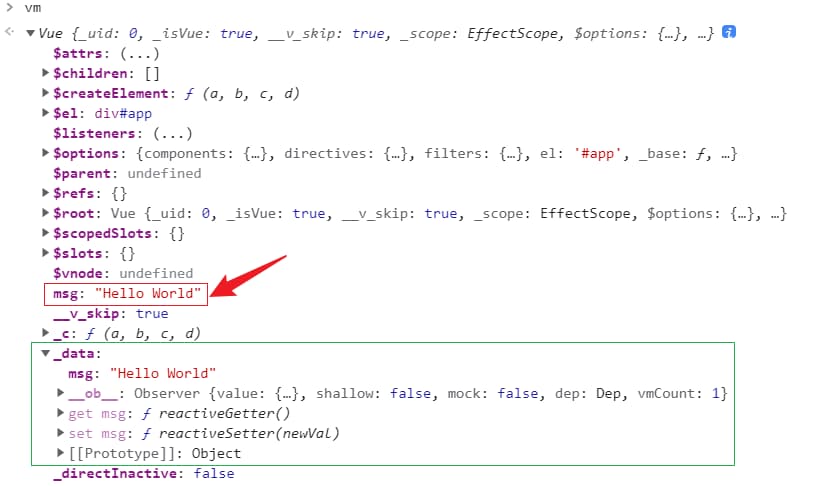 > vm
Vue {_uid: 0, _isVue: true, __v_skip: true, _scope: EffectScope, $options: {…}, …}
$attrs: (...)
$children: []
$createElement: ƒ (a, b, c, d)
$el: div#app
$listeners: (...)
$options: {components: {…}, directives: {…}, filters: {…}, el: '#app', _base: ƒ, …}
$parent: undefined
$refs: {}
$root: Vue {_uid: 0, _isVue: true, __v_skip: true, _scope: EffectScope, $options: {…}, …}
$scopedSlots: {}
$slots: {}
$vnode: undefined
msg: "Hello World"
__v_skip: true
_c: ƒ (a, b, c, d)
_data:
msg: "Hello World"
__ob__: Observer {value: {…}, shallow: false, mock: false, dep: Dep, vmCount: 1}
get msg: ƒ reactiveGetter()
set msg: ƒ reactiveSetter(newVal)
[[Prototype]]: Object
_directInactive: false